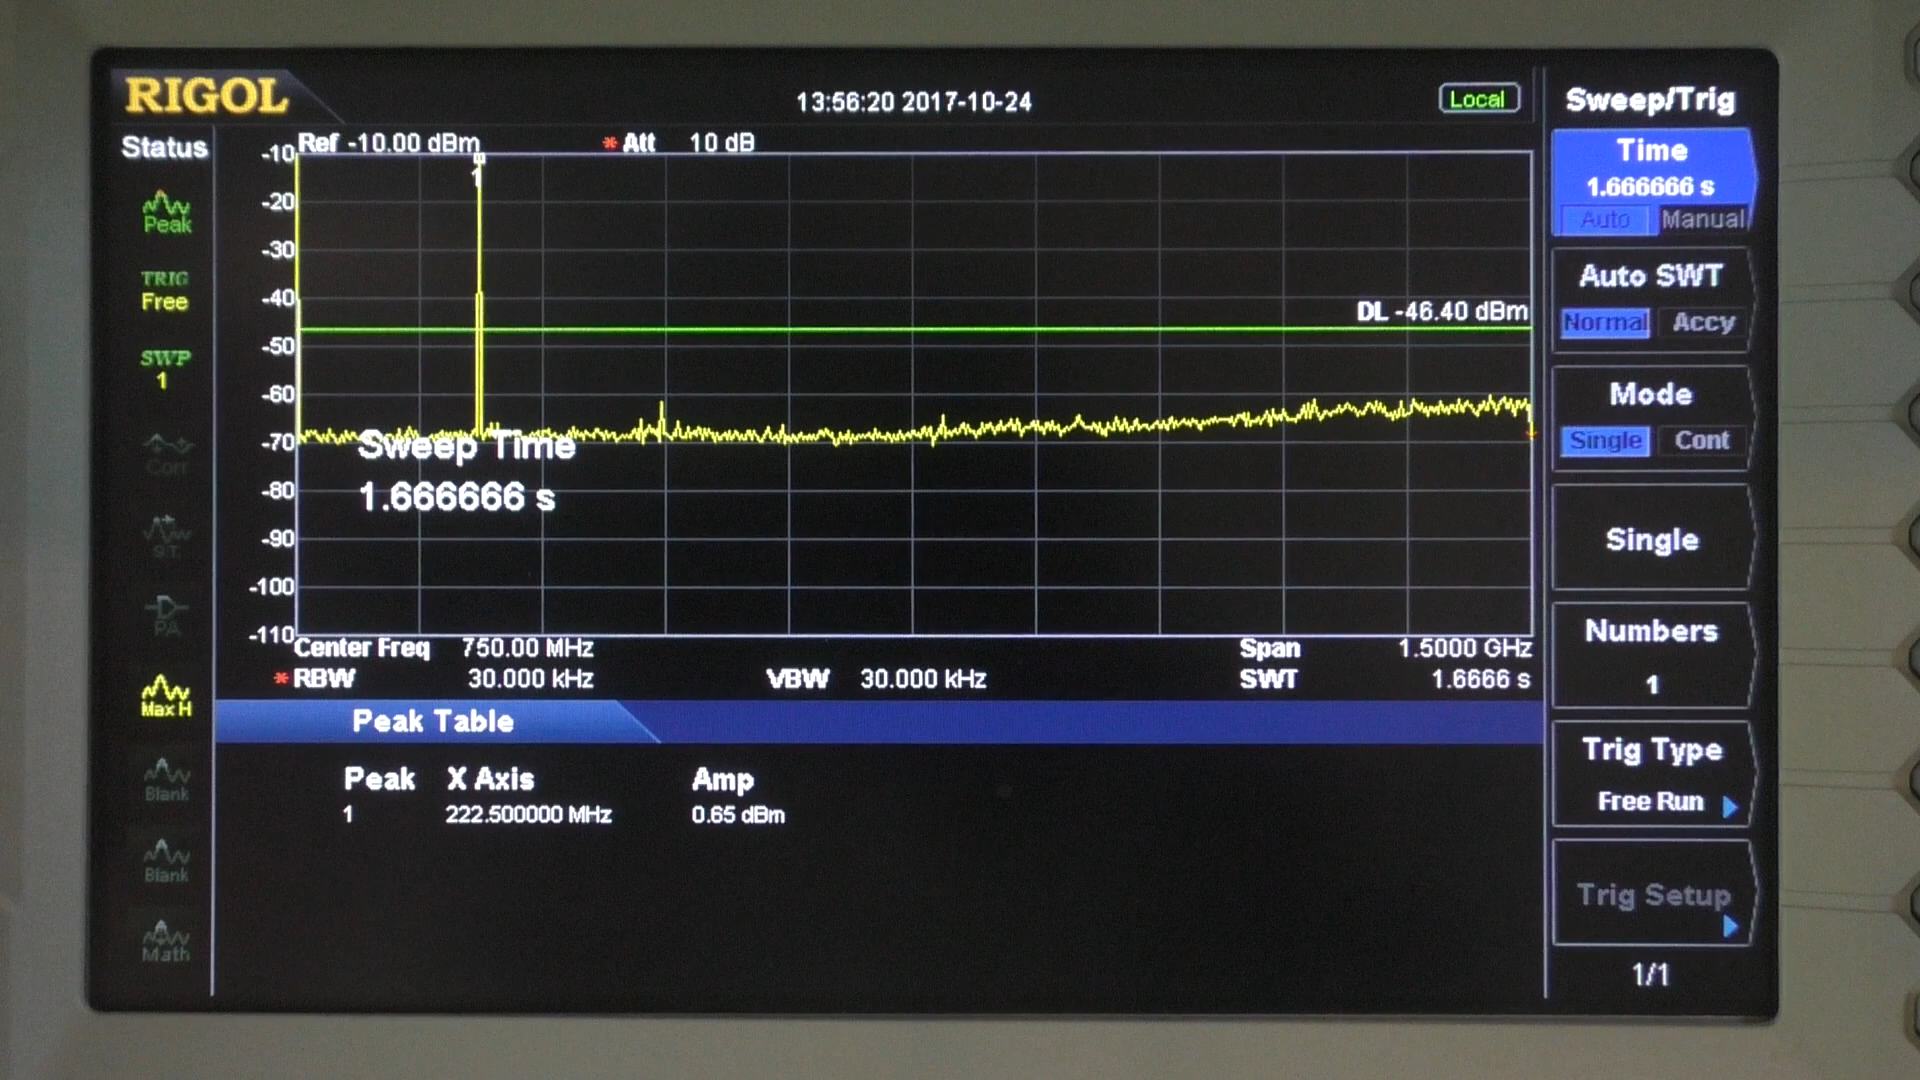 RIGOL
13:56:20 2017-10-24
Local
Status
Peak
TRIG
Free
SWP
1
Corr
S.T.
PA
Max H
Blank
Blank
Math
Ref -10.00 dBm
* Att 10 dB
-10
-20
-30
-40
-50
-60
-70
-80
-90
-100
-110
1
DL -46.40 dBm
Sweep Time
1.666666 s
Center Freq 750.00 MHz
Span 1.5000 GHz
* RBW 30.000 kHz
VBW 30.000 kHz
SWT 1.6666 s
Peak Table
Peak X Axis Amp
1 222.500000 MHz 0.65 dBm
Sweep/Trig
Time
1.666666 s
Auto Manual
Auto SWT
Normal Accy
Mode
Single Cont
Single
Numbers
1
Trig Type
Free Run
Trig Setup
1/1